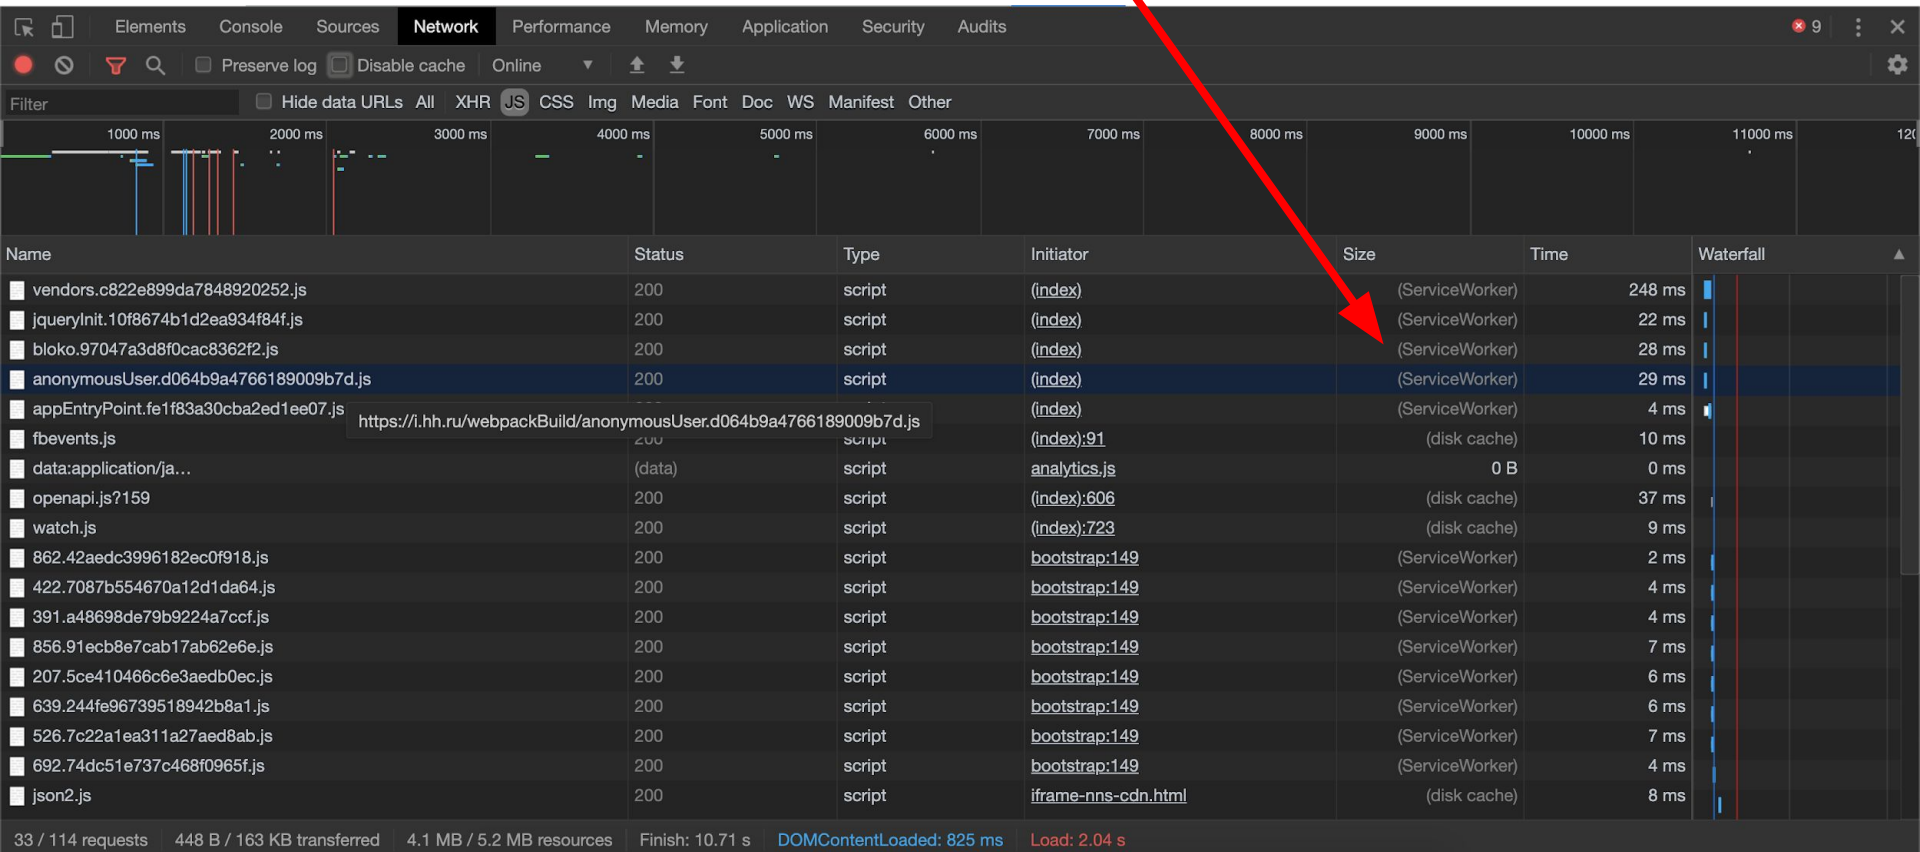 Elements Console Sources Network Performance Memory Application Security Audits 9
Preserve log Disable cache Online
Filter Hide data URLs All XHR JS CSS Img Media Font Doc WS Manifest Other
1000 ms 2000 ms 3000 ms 4000 ms 5000 ms 6000 ms 7000 ms 8000 ms 9000 ms 10000 ms 11000 ms
Name Status Type Initiator Size Time Waterfall
vendors.c822e899da7848920252.js 200 script (index) (ServiceWorker) 248 ms
jqueryInit.10f8674b1d2ea934f84f.js 200 script (index) (ServiceWorker) 22 ms
bloko.97047a3d8f0cac8362f2.js 200 script (index) (ServiceWorker) 28 ms
anonymousUser.d064b9a4766189009b7d.js 200 script (index) (ServiceWorker) 29 ms
appEntryPoint.fe1f83a30cba2ed1ee07.js (index) (ServiceWorker) 4 ms
https://i.hh.ru/webpackBuild/anonymousUser.d064b9a4766189009b7d.js
fbevents.js 200 script (index):91 (disk cache) 10 ms
data:application/ja… (data) script analytics.js 0 B 0 ms
openapi.js?159 200 script (index):606 (disk cache) 37 ms
watch.js 200 script (index):723 (disk cache) 9 ms
862.42aedc3996182ec0f918.js 200 script bootstrap:149 (ServiceWorker) 2 ms
422.7087b554670a12d1da64.js 200 script bootstrap:149 (ServiceWorker) 4 ms
391.a48698de79b9224a7ccf.js 200 script bootstrap:149 (ServiceWorker) 4 ms
856.91ecb8e7cab17ab62e6e.js 200 script bootstrap:149 (ServiceWorker) 7 ms
207.5ce410466c6e3aedb0ec.js 200 script bootstrap:149 (ServiceWorker) 6 ms
639.244fe96739518942b8a1.js 200 script bootstrap:149 (ServiceWorker) 6 ms
526.7c22a1ea311a27aed8ab.js 200 script bootstrap:149 (ServiceWorker) 7 ms
692.74dc51e737c468f0965f.js 200 script bootstrap:149 (ServiceWorker) 4 ms
json2.js 200 script iframe-nns-cdn.html (disk cache) 8 ms
33 / 114 requests 448 B / 163 KB transferred 4.1 MB / 5.2 MB resources Finish: 10.71 s DOMContentLoaded: 825 ms Load: 2.04 s